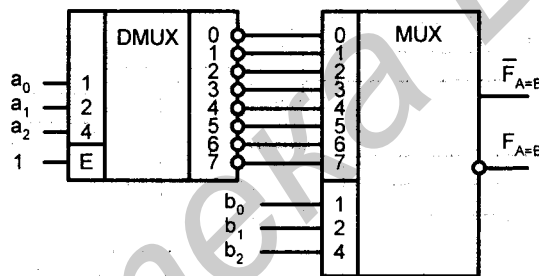 DMUX
0
1
2
3
4
5
6
7
a₀ 1
a₁ 2
a₂ 4
1 E
MUX
0
1
2
3
4
5
6
7
b₀ 1
b₁ 2
b₂ 4
F̅ A=B
F A=B
eka